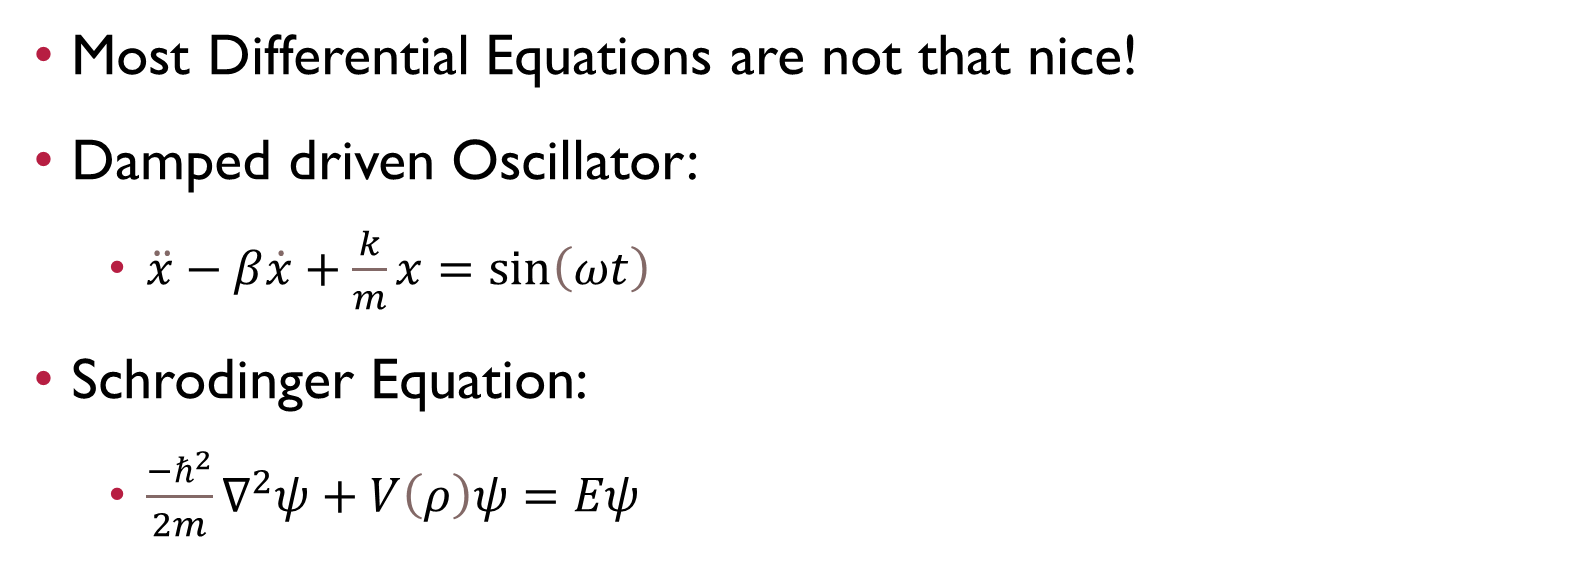 • Most Differential Equations are not that nice!
• Damped driven Oscillator:
• ẍ − βẋ + k/m x = sin(ωt)
• Schrodinger Equation:
• −ℏ²/2m ∇²ψ + V(ρ)ψ = Eψ